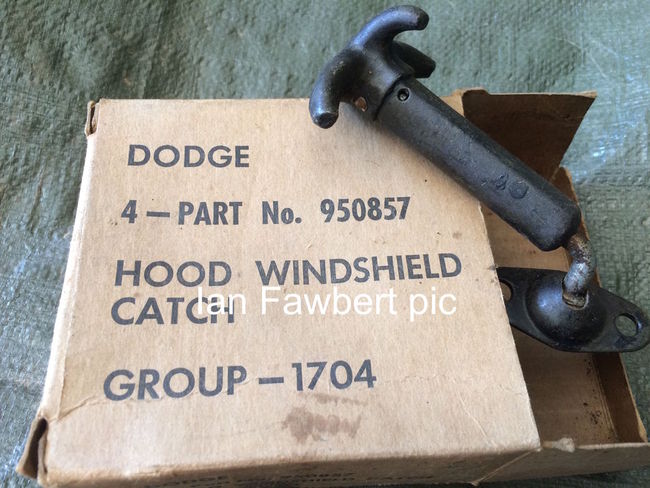 DODGE
4-PART No. 950857
HOOD WINDSHIELD
CATCH
Ian Fawbert pic
GROUP-1704